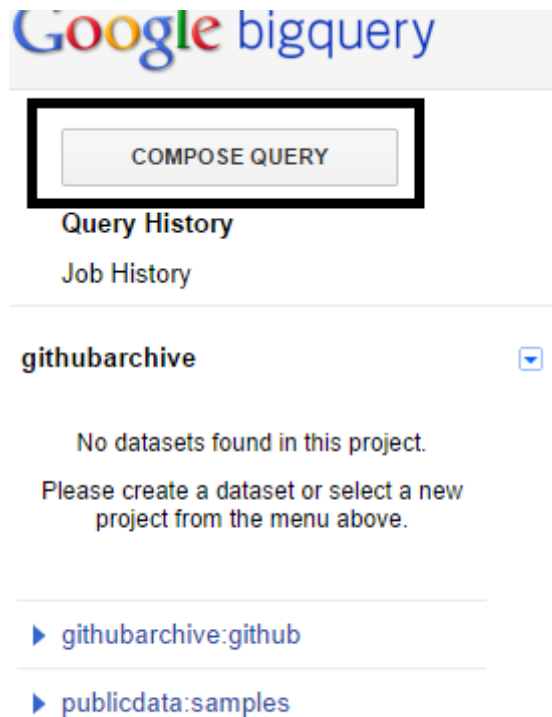 Google bigquery
COMPOSE QUERY
Query History
Job History
githubarchive
No datasets found in this project.
Please create a dataset or select a new
project from the menu above.
githubarchive:github
publicdata:samples